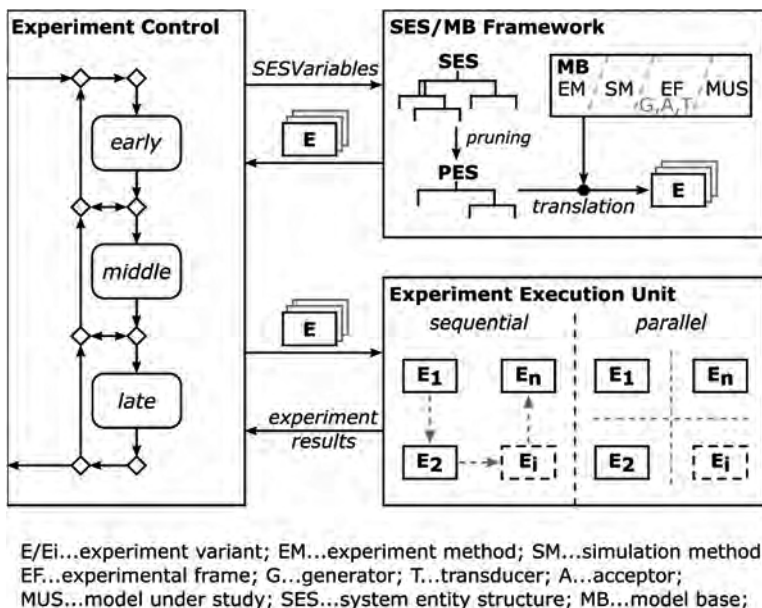 Experiment Control
early
middle
late
SESVariables
E
E
experiment
results
SES/MB Framework
SES
pruning
PES
translation
MB
EM SM EF MUS
G,A,T
E
Experiment Execution Unit
sequential
parallel
E1 En
E2 Ei
E1 En
E2 Ei
E/Ei...experiment variant; EM...experiment method; SM...simulation method
EF...experimental frame; G...generator; T...transducer; A...acceptor;
MUS...model under study; SES...system entity structure; MB...model base;